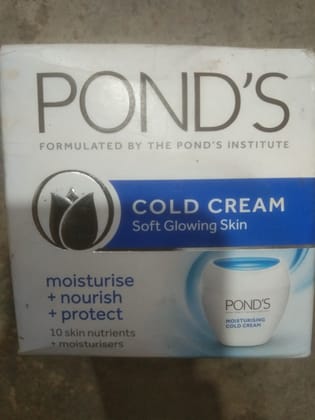 POND'S
FORMULATED BY THE POND'S INSTITUTE
COLD CREAM
Soft Glowing Skin
moisturise
+ nourish
+ protect
10 skin nutrients
+ moisturisers
POND'S
MOISTURISING
COLD CREAM